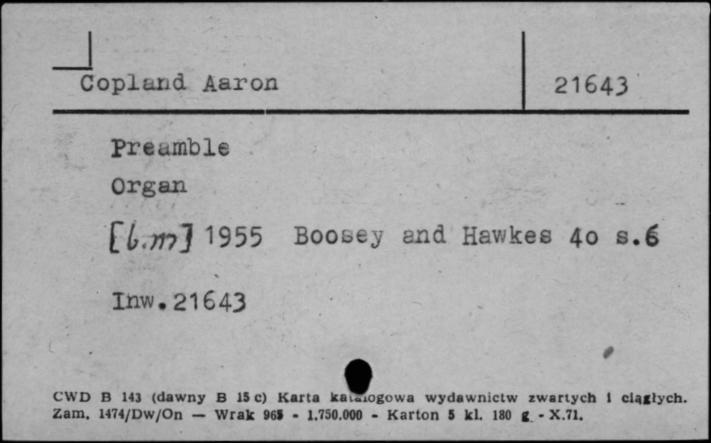 Copland Aaron 21643
Preamble
Organ
[b.m] 1955 Boosey and Hawkes 4o s.6
Inw.21643
CWD B 143 (dawny B 15 c) Karta katalogowa wydawnictw zwartych i ciągłych.
Zam. 1474/Dw/On — Wrak 965 - 1.750.000 - Karton 5 kl. 180 g - X.71.